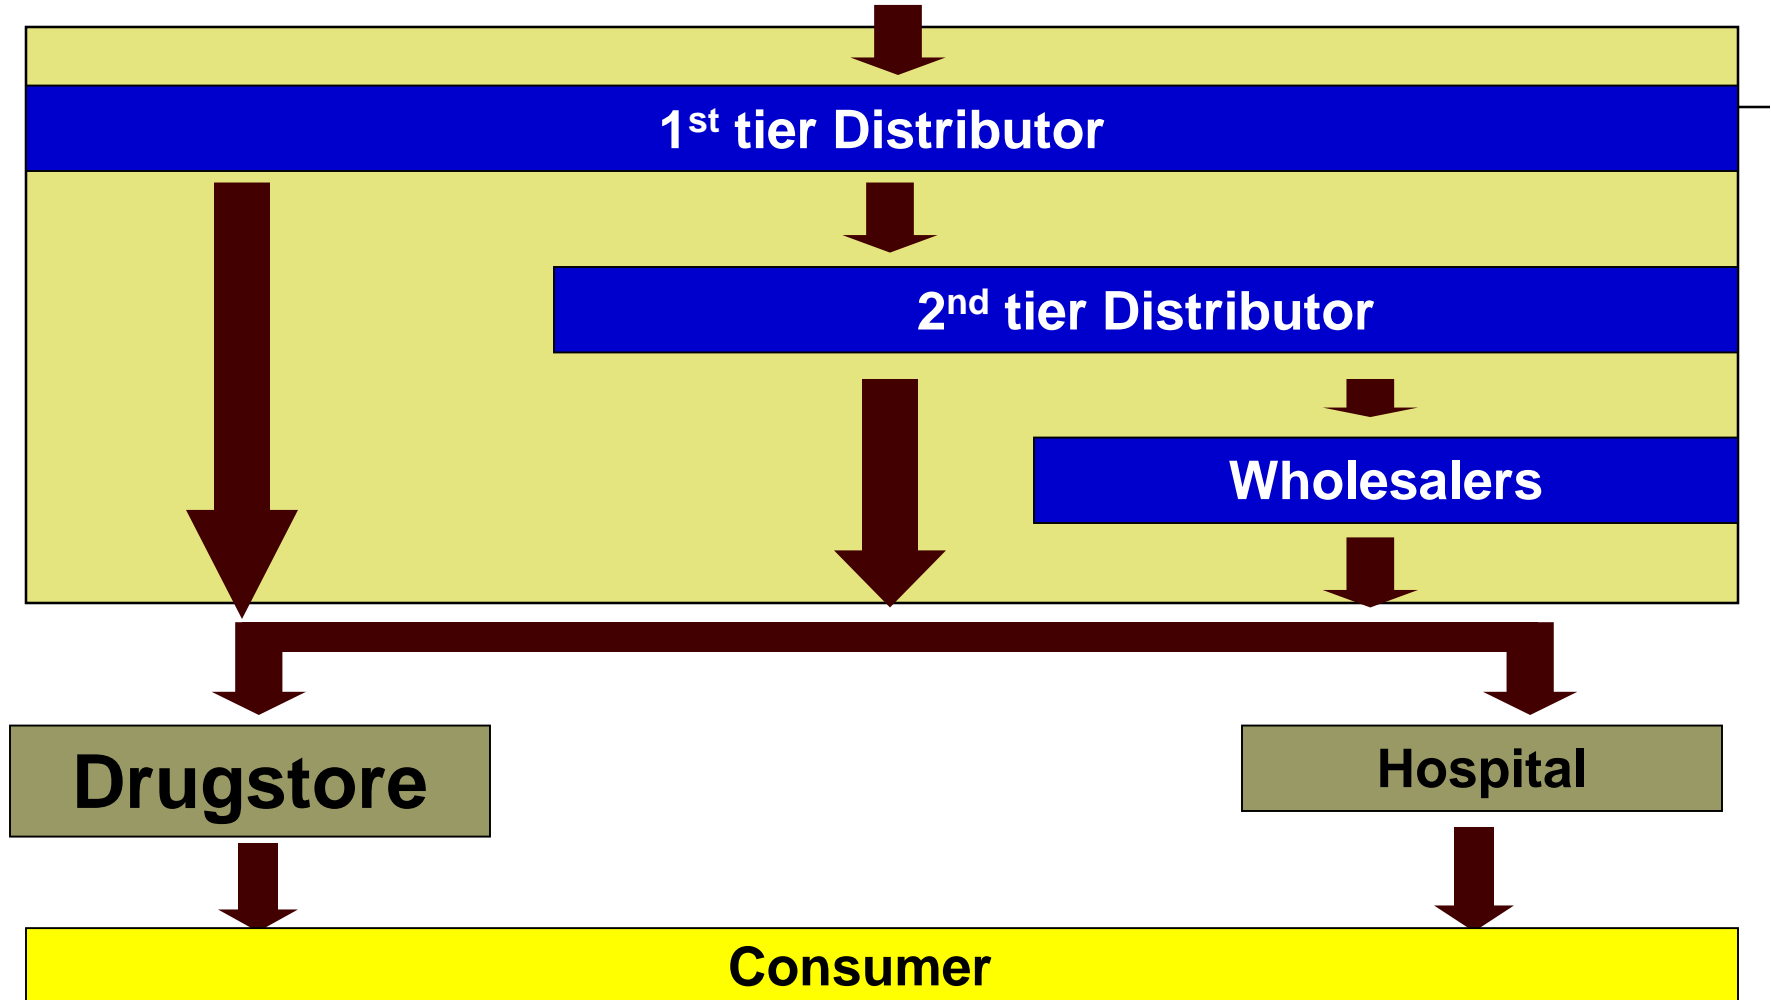 1st tier Distributor
2nd tier Distributor
Wholesalers
Drugstore
Hospital
Consumer